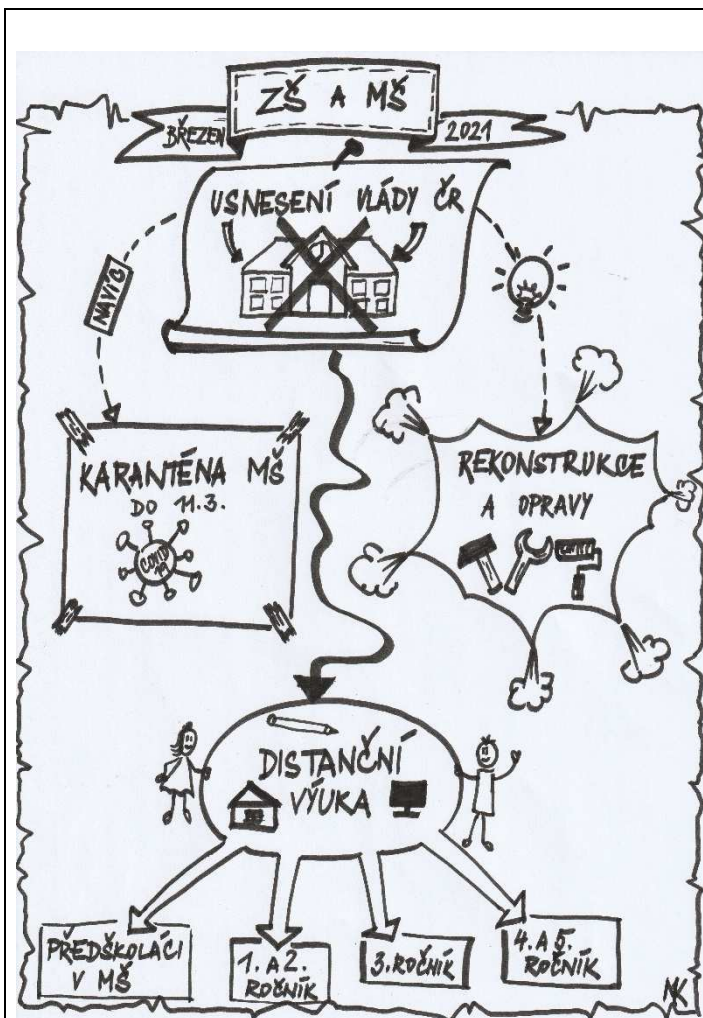 ZŠ A MŠ
BŘEZEN 2021
USNESENÍ VLÁDY ČR
NAVÍC
KARANTÉNA MŠ
DO 11.3.
COVID
19
REKONSTRUKCE
A OPRAVY
DISTANČNÍ
VÝUKA
PŘEDŠKOLÁCI
V MŠ
1. A 2.
ROČNÍK
3. ROČNÍK
4. A 5.
ROČNÍK